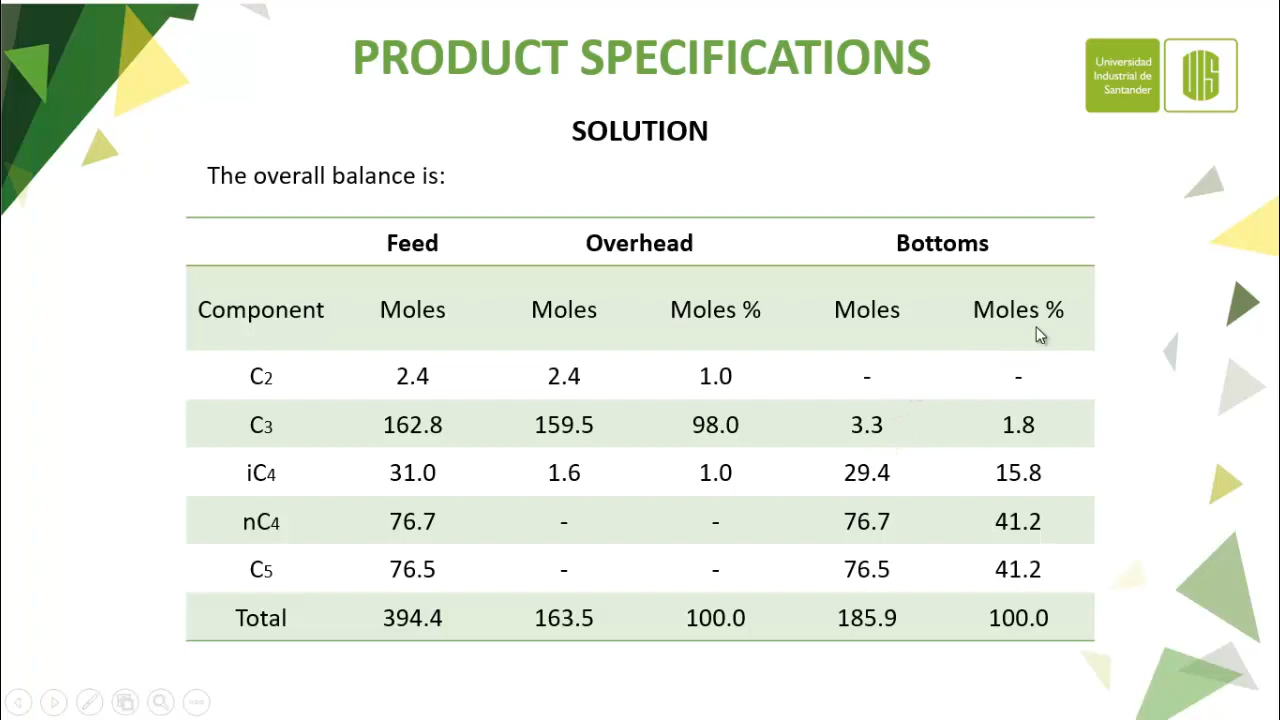 PRODUCT SPECIFICATIONS
Universidad
Industrial de
Santander
UIS
SOLUTION
The overall balance is:
Feed Overhead Bottoms
Component Moles Moles Moles % Moles Moles %
C2 2.4 2.4 1.0 - -
C3 162.8 159.5 98.0 3.3 1.8
iC4 31.0 1.6 1.0 29.4 15.8
nC4 76.7 - - 76.7 41.2
C5 76.5 - - 76.5 41.2
Total 394.4 163.5 100.0 185.9 100.0